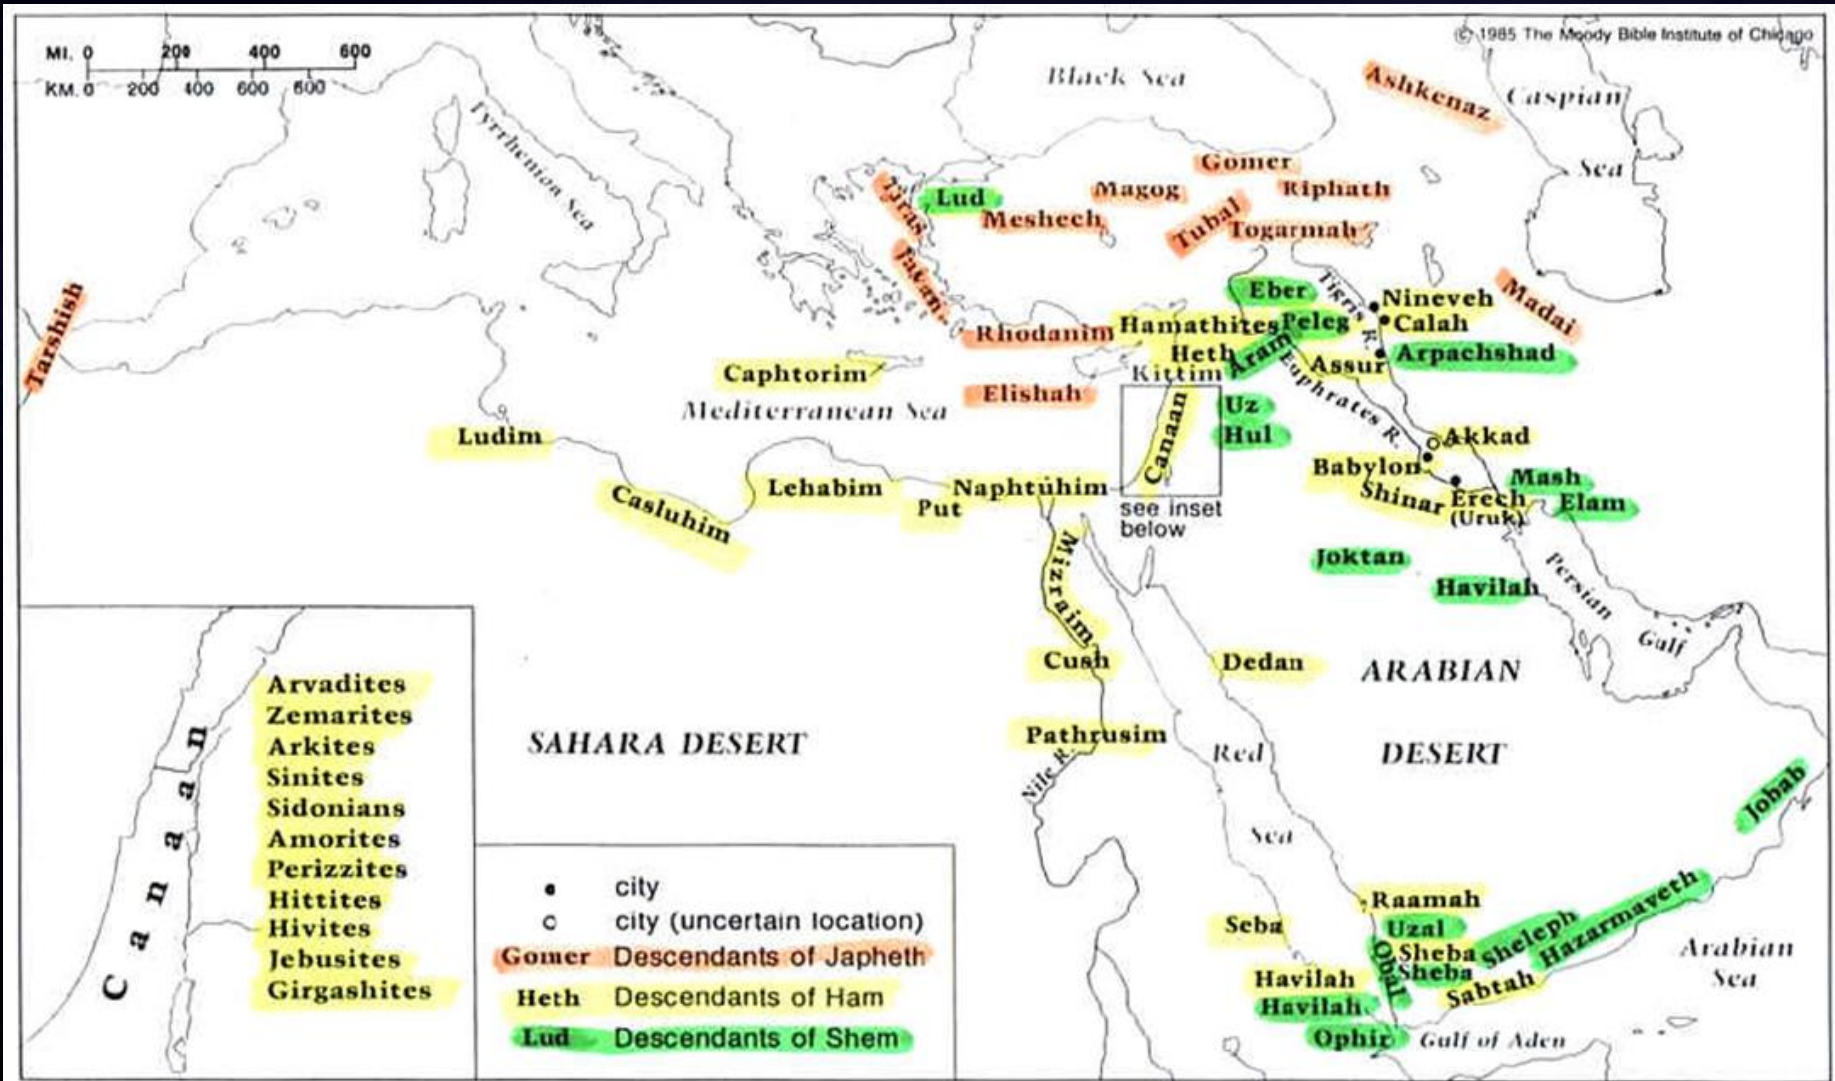 © 1985 The Moody Bible Institute of Chicago
MI. 0 200 400 600
KM. 0 200 400 600 800
Black Sea
Ashkenaz
Caspian
Sea
Tyrrhenian Sea
Gomer
Tiras
Lud
Magog
Riphath
Meshech
Tubal
Togarmah
Javan
Tarshish
Eber
Tigris R.
Nineveh
Madai
Rhodanim
Hamathites
Peleg
Calah
Heth
Aram
Assur
Arpachshad
Caphtorim
Kittim
Euphrates R.
Elishah
Mediterranean Sea
Canaan
Uz
Hul
Ludim
Akkad
Babylon
Lehabim
Naphtuhim
Shinar
Erech
(Uruk)
Mash
Elam
Casluhim
Put
see inset
below
Mizraim
Joktan
Havilah
Persian
Gulf
Cush
Dedan
ARABIAN
DESERT
SAHARA DESERT
Pathrusim
Nile R.
Red
Sea
Jobab
Canaan
Arvadites
Zemarites
Arkites
Sinites
Sidonians
Amorites
Perizzites
Hittites
Hivites
Jebusites
Girgashites
city
city (uncertain location)
Gomer Descendants of Japheth
Heth Descendants of Ham
Lud Descendants of Shem
Raamah
Seba
Uzal
Sheba
Sheba
Obal
Sheleph
Hazarmaveth
Sabtah
Havilah
Havilah
Ophir
Arabian
Sea
Gulf of Aden